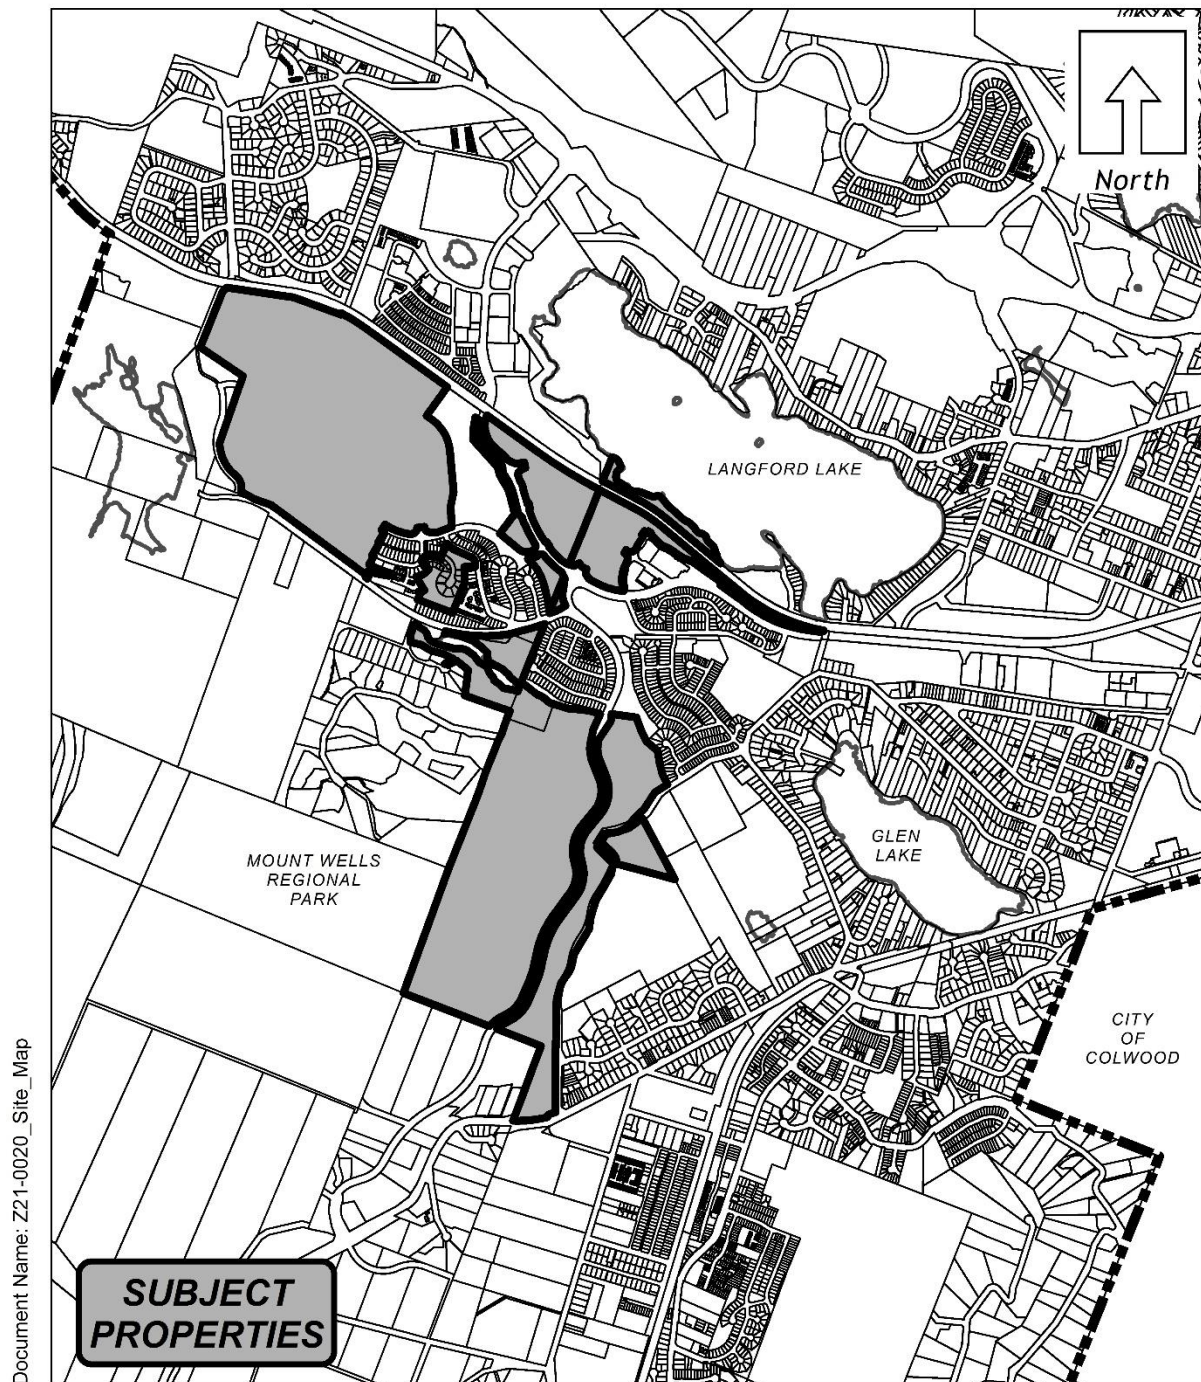 North
LANGFORD LAKE
GLEN
LAKE
MOUNT WELLS
REGIONAL
PARK
CITY
OF
COLWOOD
SUBJECT
PROPERTIES
Document Name: Z21-0020_Site_Map